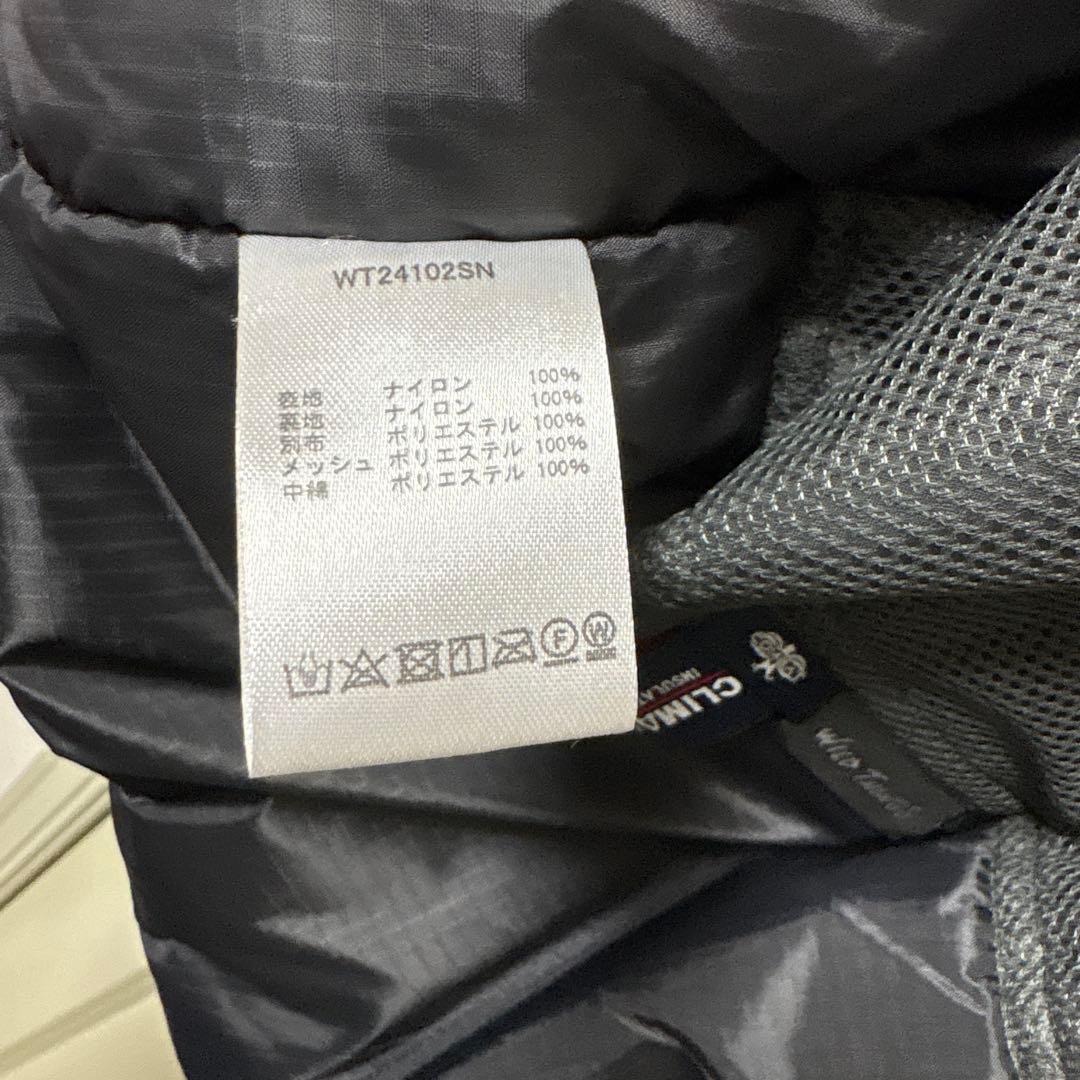 WT24102SN
表地 ナイロン 100%
裏地 ナイロン 100%
別布 ポリエステル 100%
メッシュ ポリエステル 100%
中綿 ポリエステル 100%
F
W
CLIMA
INSULA